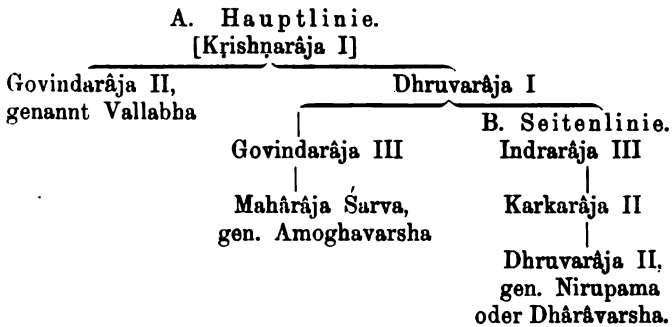 A. Hauptlinie.
[Kṛishṇarâja I]
Govindarâja II, Dhruvarâja I
genannt Vallabha
B. Seitenlinie.
Govindarâja III Indrarâja III
Mahârâja Śarva, Karkarâja II
gen. Amoghavarsha
Dhruvarâja II,
gen. Nirupama
oder Dhârâvarsha.